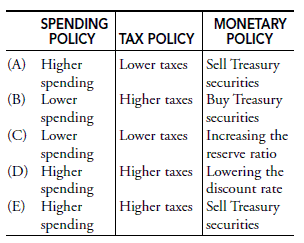 SPENDING POLICY TAX POLICY MONETARY POLICY
(A) Higher spending Lower taxes Sell Treasury securities
(B) Lower spending Higher taxes Buy Treasury securities
(C) Lower spending Lower taxes Increasing the reserve ratio
(D) Higher spending Higher taxes Lowering the discount rate
(E) Higher spending Higher taxes Sell Treasury securities